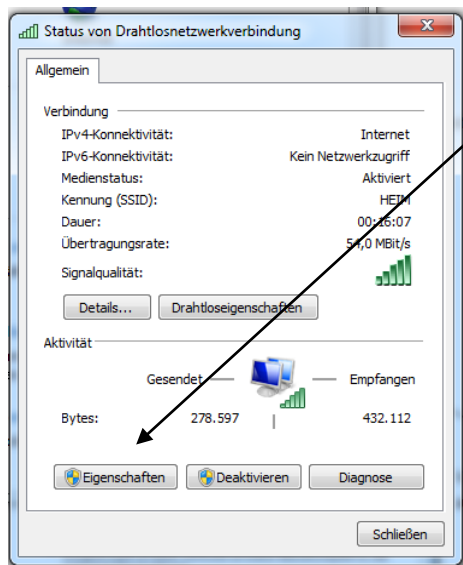 Status von Drahtlosnetzwerkverbindung
Allgemein
Verbindung
IPv4-Konnektivität: Internet
IPv6-Konnektivität: Kein Netzwerkzugriff
Medienstatus: Aktiviert
Kennung (SSID): HEIM
Dauer: 00:16:07
Übertragungsrate: 54,0 MBit/s
Signalqualität:
Details... Drahtloseigenschaften
Aktivität
Gesendet Empfangen
Bytes: 278.597 432.112
Eigenschaften Deaktivieren Diagnose
Schließen